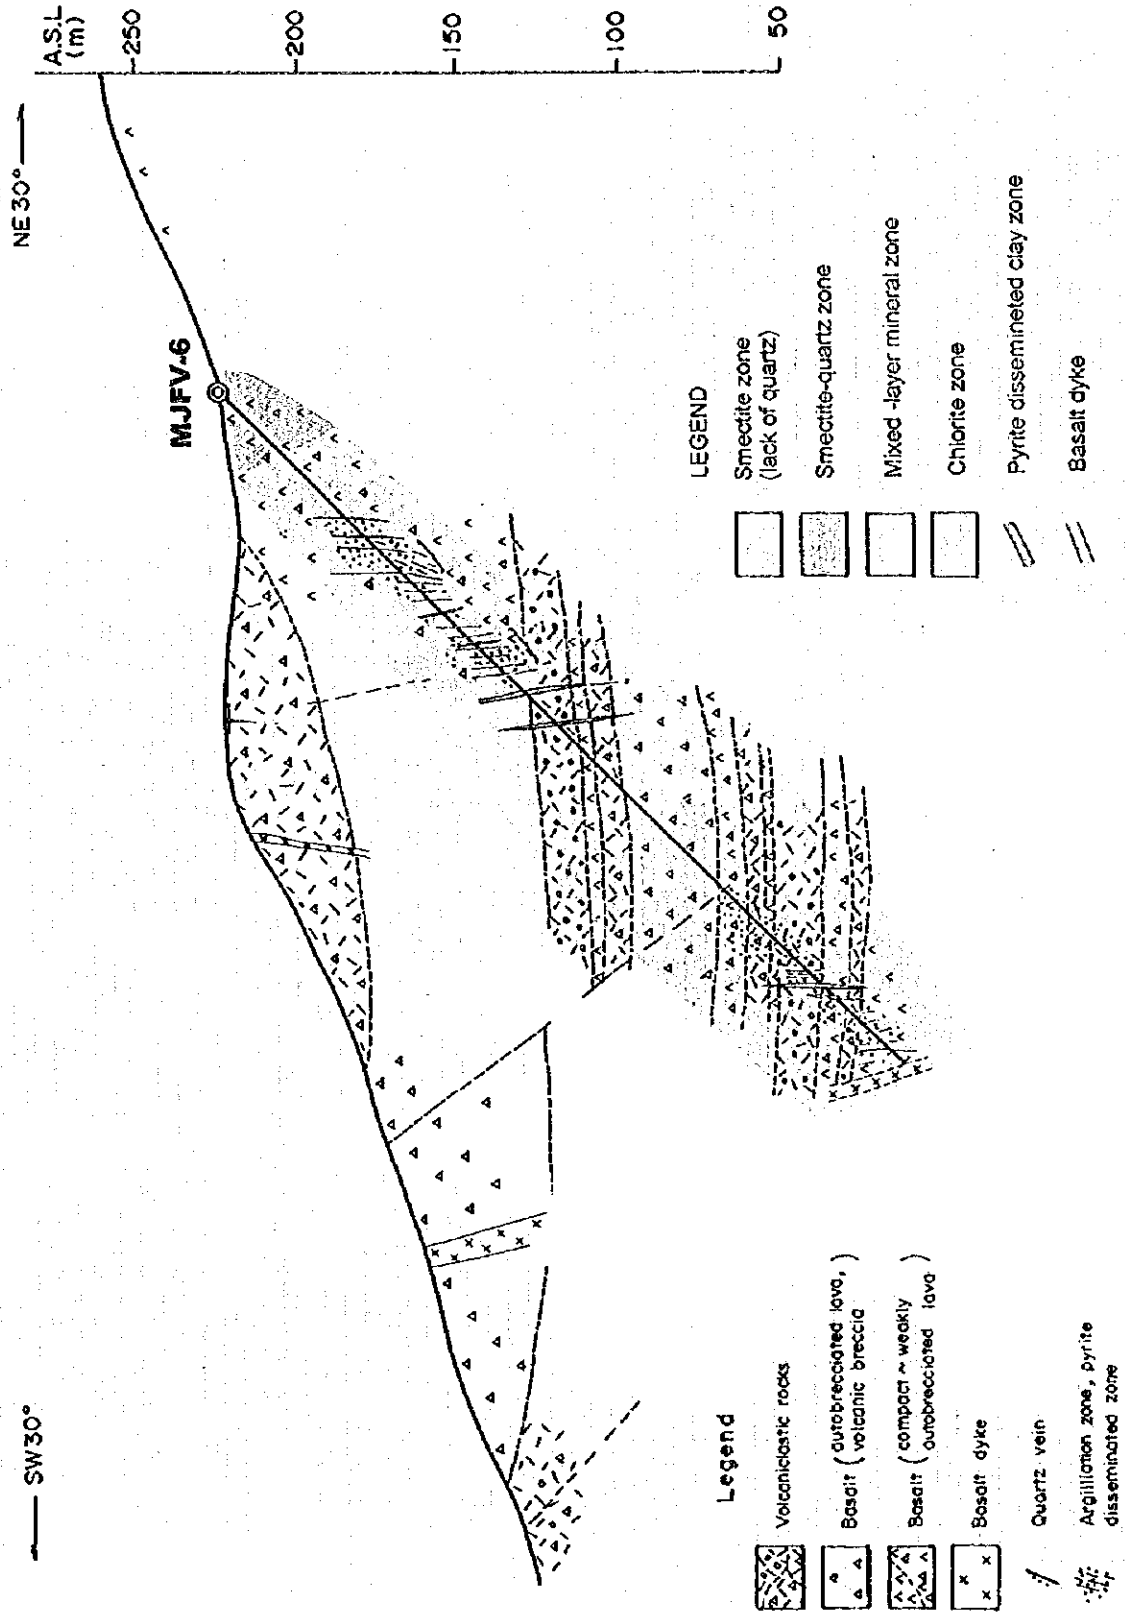 SW30°
NE30°
A.S.L
(m)
250
200
150
100
50
MJFV-6
Legend
Volcaniclastic rocks
Basalt (autobrecciated lava,)
volcanic breccia
Basalt (compact ~ weakly)
autobrecciated lava
Basalt dyke
Quartz vein
Argillization zone, pyrite
disseminated zone
LEGEND
Smectite zone
(lack of quartz)
Smectite-quartz zone
Mixed-layer mineral zone
Chlorite zone
Pyrite dissemineted clay zone
Basalt dyke